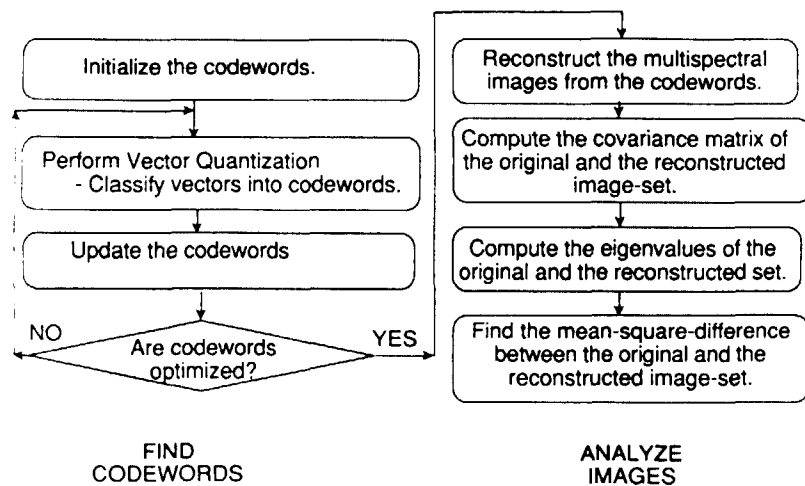 Initialize the codewords.
Perform Vector Quantization
- Classify vectors into codewords.
Update the codewords
NO
Are codewords
optimized?
YES
FIND
CODEWORDS
Reconstruct the multispectral
images from the codewords.
Compute the covariance matrix of
the original and the reconstructed
image-set.
Compute the eigenvalues of the
original and the reconstructed set.
Find the mean-square-difference
between the original and the
reconstructed image-set.
ANALYZE
IMAGES